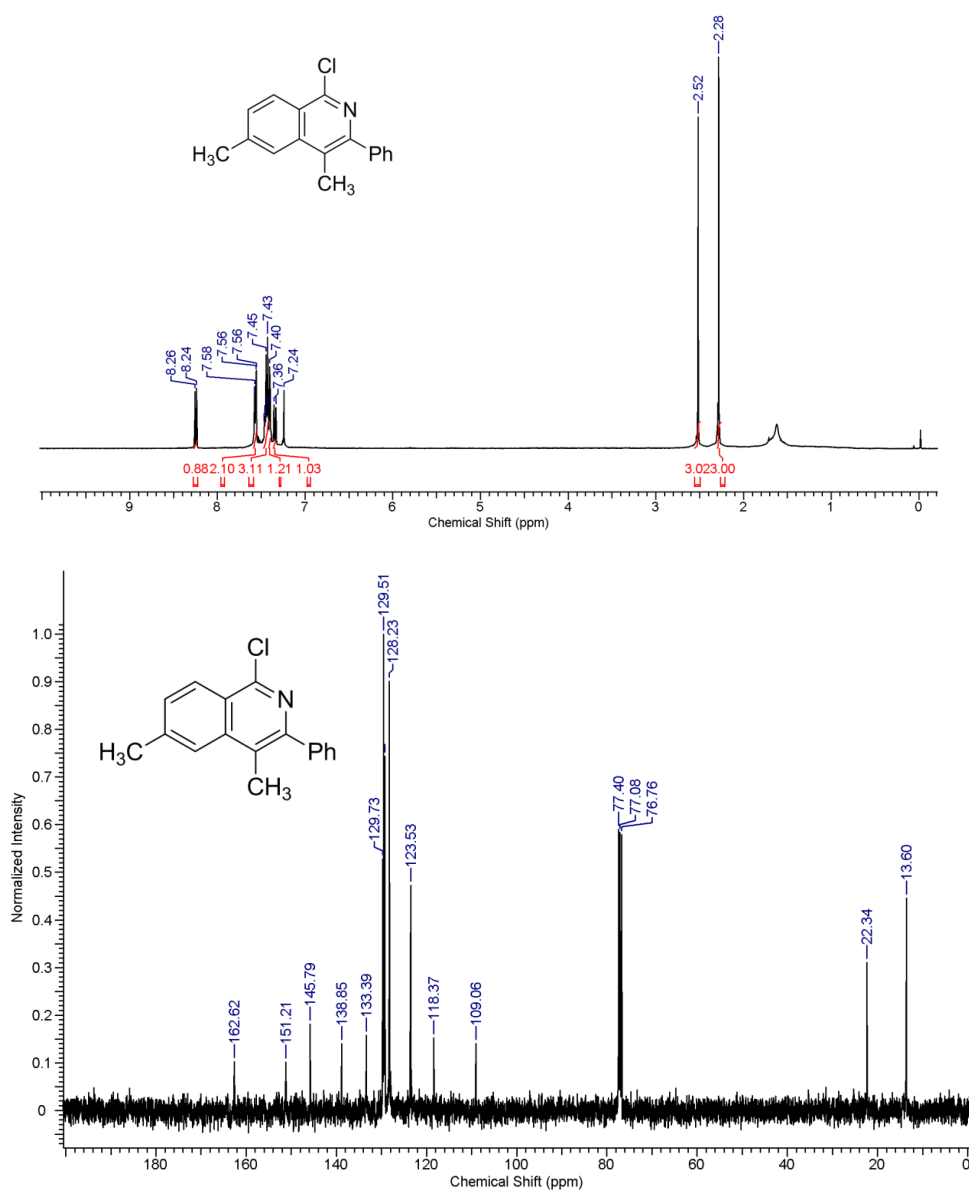 2.28
2.52
Cl
N
H3C
Ph
CH3
8.26
8.24
7.58
7.56
7.56
7.45
7.43
7.40
7.36
7.24
0.88 2.10 3.11 1.21 1.03
3.02 3.00
9 8 7 6 5 4 3 2 1 0
Chemical Shift (ppm)
129.51
128.23
Cl
N
H3C
Ph
CH3
129.73
123.53
77.40
77.08
76.76
13.60
22.34
162.62
151.21
145.79
138.85
133.39
118.37
109.06
1.0
0.9
0.8
0.7
0.6
0.5
0.4
0.3
0.2
0.1
0
Normalized Intensity
180 160 140 120 100 80 60 40 20 0
Chemical Shift (ppm)